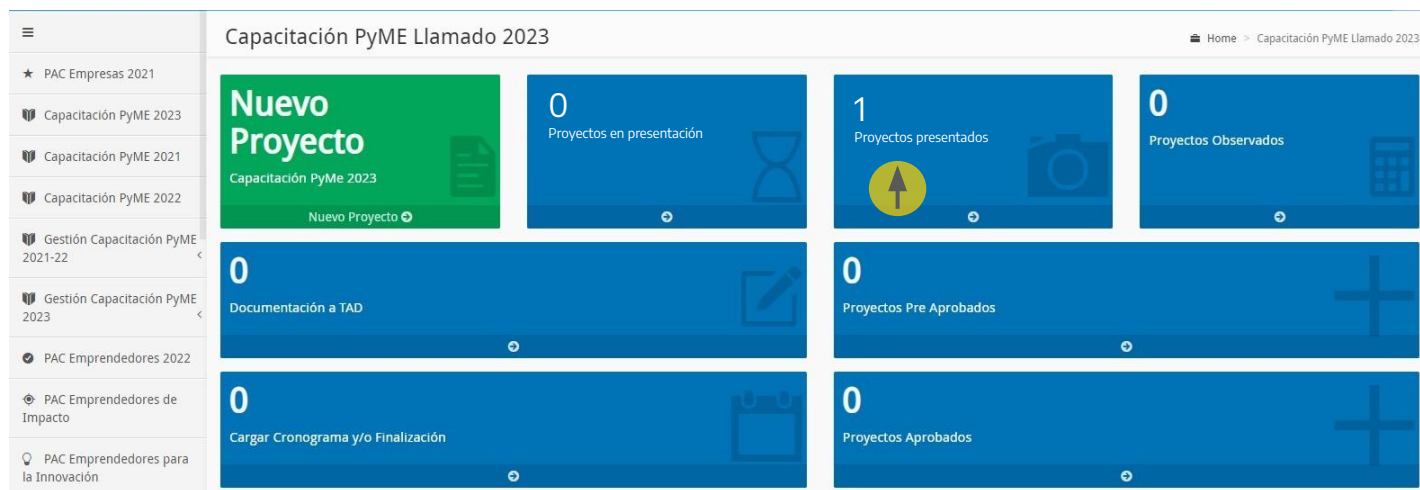 Capacitación PyME Llamado 2023
Home > Capacitación PyME Llamado 2023
PAC Empresas 2021
Capacitación PyME 2023
Capacitación PyME 2021
Capacitación PyME 2022
Gestión Capacitación PyME
2021-22
Gestión Capacitación PyME
2023
PAC Emprendedores 2022
PAC Emprendedores de
Impacto
PAC Emprendedores para
la Innovación
Nuevo
Proyecto
Capacitación PyMe 2023
Nuevo Proyecto
0
Proyectos en presentación
1
Proyectos presentados
0
Proyectos Observados
0
Documentación a TAD
0
Proyectos Pre Aprobados
0
Cargar Cronograma y/o Finalización
0
Proyectos Aprobados